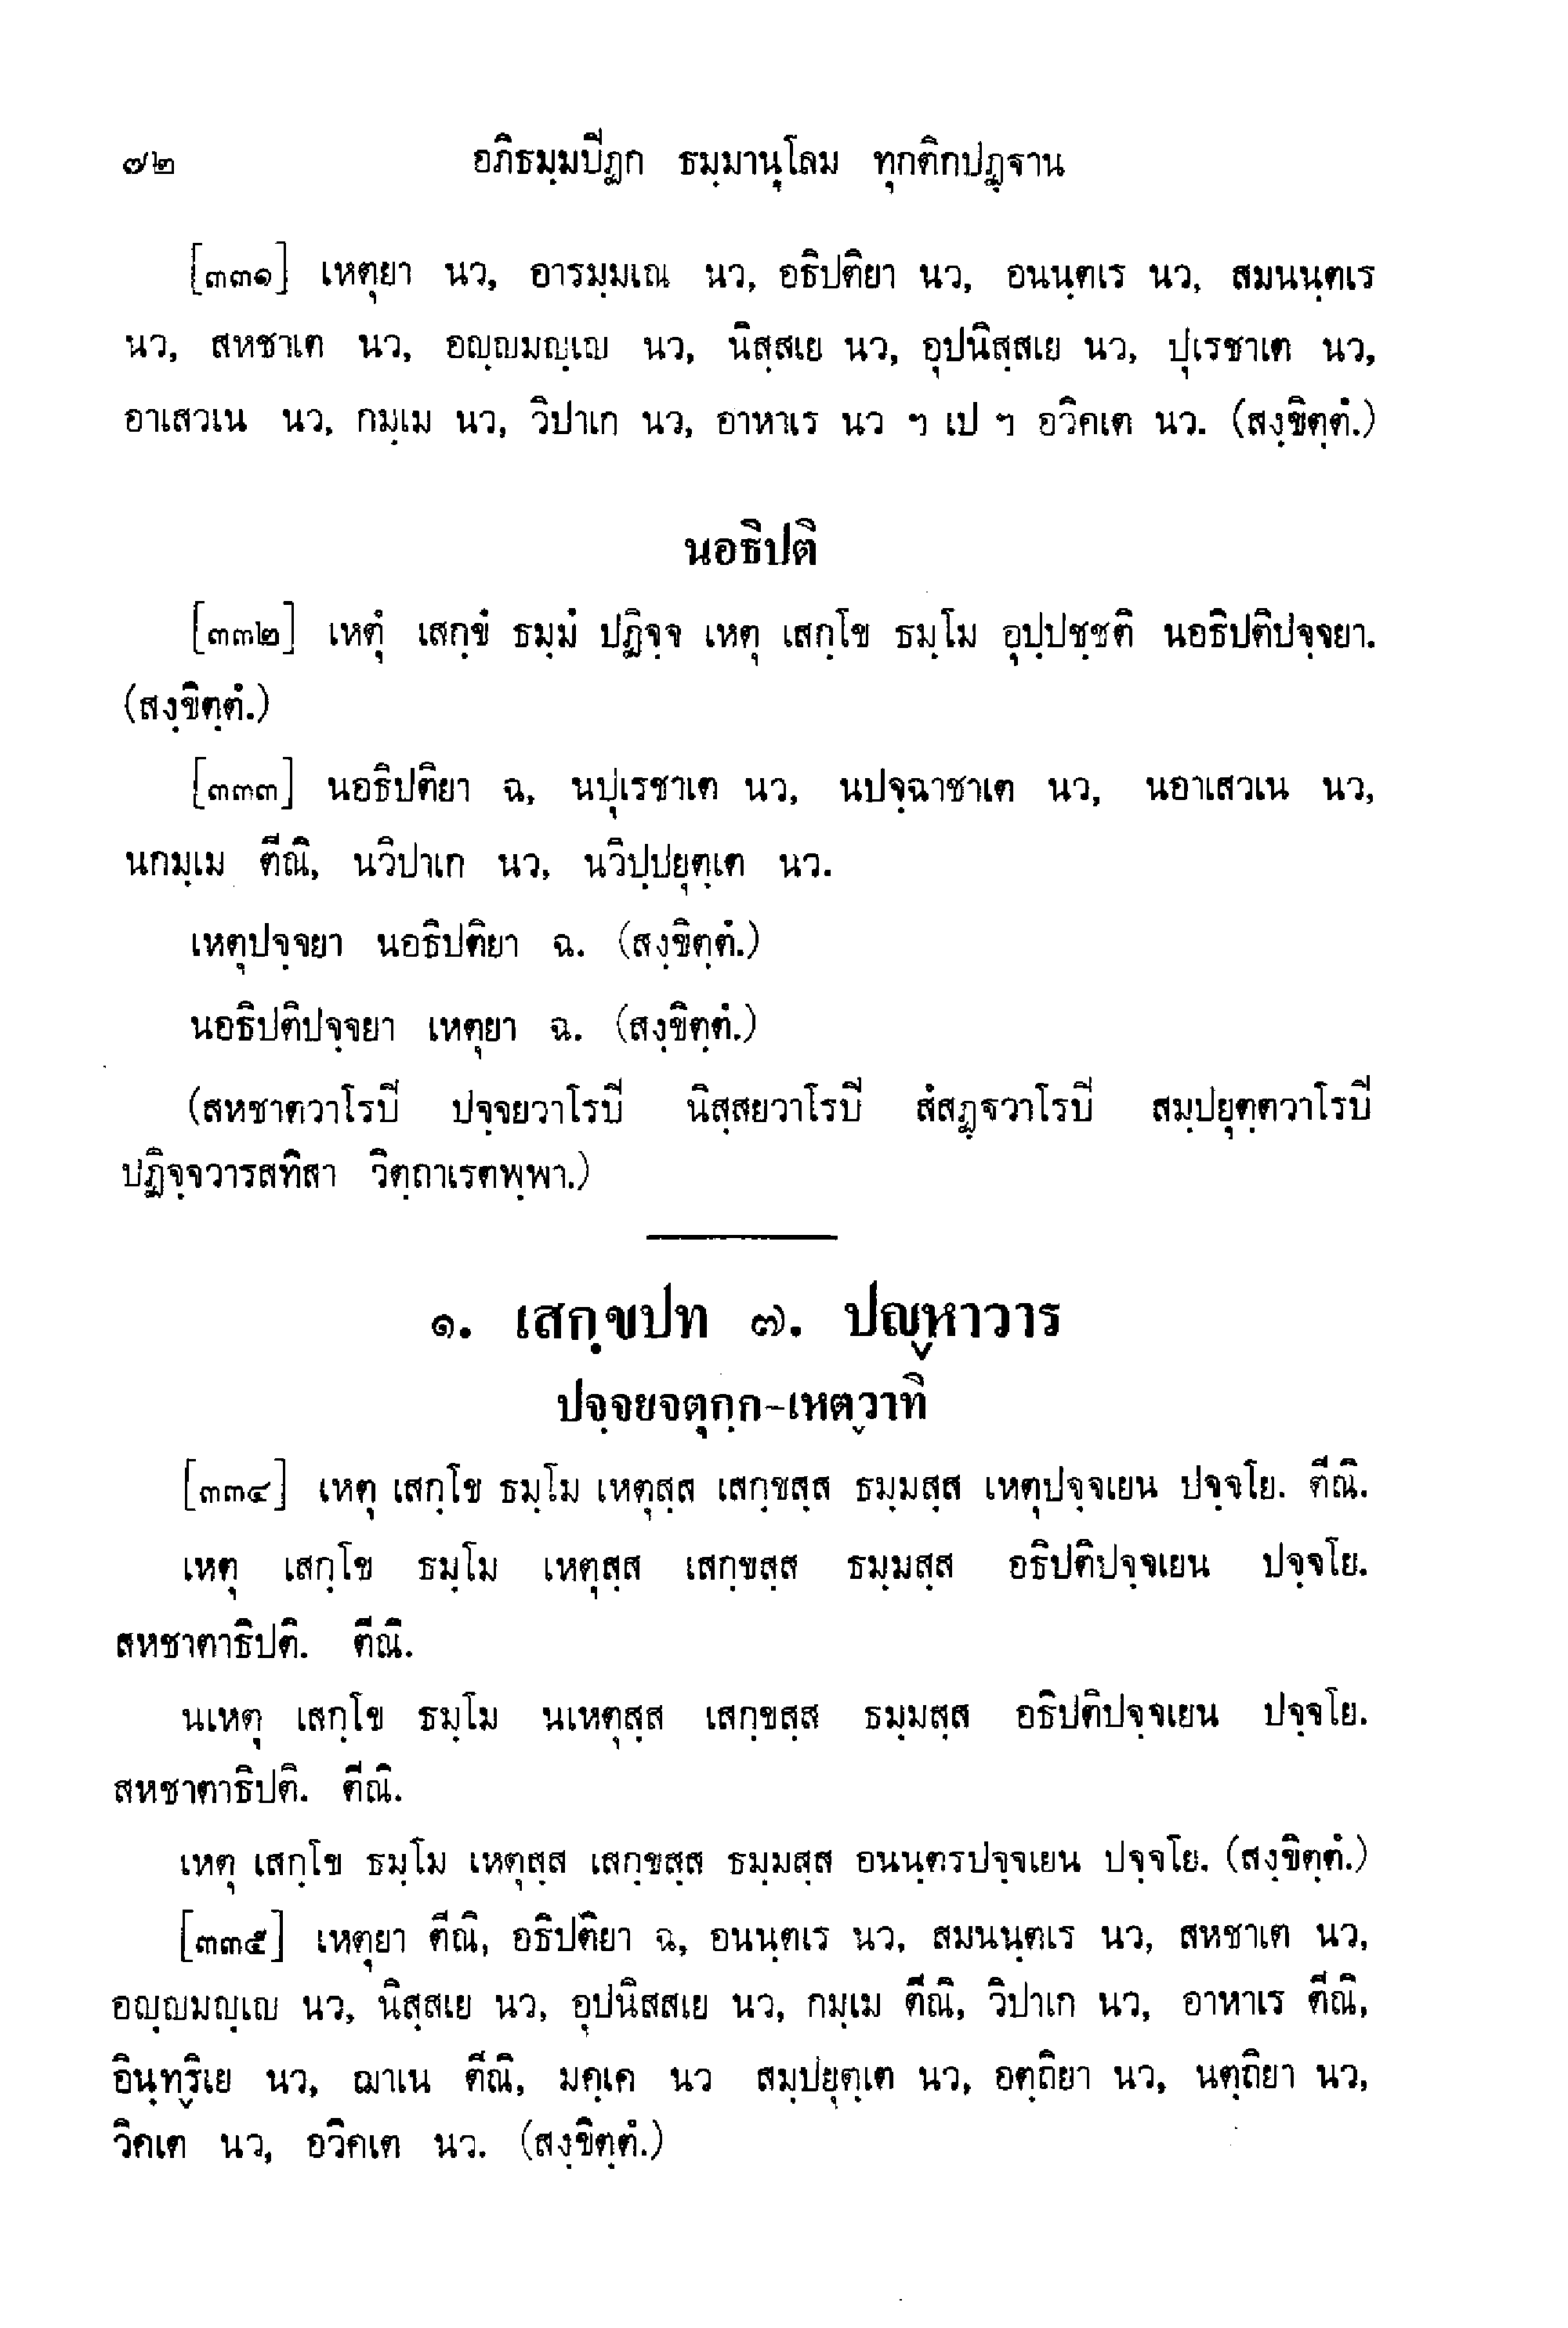 ๗๒ อภิธมฺมปีฏก ธมฺมานุโลม ทุกติกปฏฺฐาน
[๓๓๑] เหตุยา นว, อารมฺมเณ นว, อธิปติยา นว, อนนฺตเร นว, สมนนฺตเร
นว, สหชาเต นว, อญฺญมญฺเญ นว, นิสฺสเย นว, อุปนิสฺสเย นว, ปุเรชาเต นว,
อาเสวเน นว, กมฺเม นว, วิปาเก นว, อาหาเร นว ฯ เป ฯ อวิคเต นว. (สงฺขิตฺตํ.)
นอธิปติ
[๓๓๒] เหตุํ เสกฺขํ ธมฺมํ ปฏิจฺจ เหตุ เสกฺโข ธมฺโม อุปฺปชฺชติ นอธิปติปจฺจยา.
(สงฺขิตฺตํ.)
[๓๓๓] นอธิปติยา ฉ, นปุเรชาเต นว, นปจฺฉาชาเต นว, นอาเสวเน นว,
นกมฺเม ตีณิ, นวิปาเก นว, นวิปฺปยุตฺเต นว.
เหตุปจฺจยา นอธิปติยา ฉ. (สงฺขิตฺตํ.)
นอธิปติปจฺจยา เหตุยา ฉ. (สงฺขิตฺตํ.)
(สหชาตวาโรปี ปจฺจยวาโรปี นิสฺสยวาโรปี สํสฏฺฐวาโรปี สมฺปยุตฺตวาโรปี
ปฏิจฺจวารสทิสา วิตฺถาเรตพฺพา.)
๑. เสกฺขปท ๗. ปญฺหาวาร
ปจฺจยจตุกฺก-เหตฺวาทิ
[๓๓๔] เหตุ เสกฺโข ธมฺโม เหตุสฺส เสกฺขสฺส ธมฺมสฺส เหตุปจฺจเยน ปจฺจโย. ตีณิ.
เหตุ เสกฺโข ธมฺโม เหตุสฺส เสกฺขสฺส ธมฺมสฺส อธิปติปจฺจเยน ปจฺจโย.
สหชาตาธิปติ. ตีณิ.
นเหตุ เสกฺโข ธมฺโม นเหตุสฺส เสกฺขสฺส ธมฺมสฺส อธิปติปจฺจเยน ปจฺจโย.
สหชาตาธิปติ. ตีณิ.
เหตุ เสกฺโข ธมฺโม เหตุสฺส เสกฺขสฺส ธมฺมสฺส อนนฺตรปจฺจเยน ปจฺจโย. (สงฺขิตฺตํ.)
[๓๓๕] เหตุยา ตีณิ, อธิปติยา ฉ, อนนฺตเร นว, สมนนฺตเร นว, สหชาเต นว,
อญฺญมญฺเญ นว, นิสฺสเย นว, อุปนิสสเย นว, กมฺเม ตีณิ, วิปาเก นว, อาหาเร ตีณิ,
อินฺทฺริเย นว, ฌาเน ตีณิ, มคฺเค นว สมฺปยุตฺเต นว, อตฺถิยา นว, นตฺถิยา นว,
วิคเต นว, อวิคเต นว. (สงฺขิตฺตํ.)